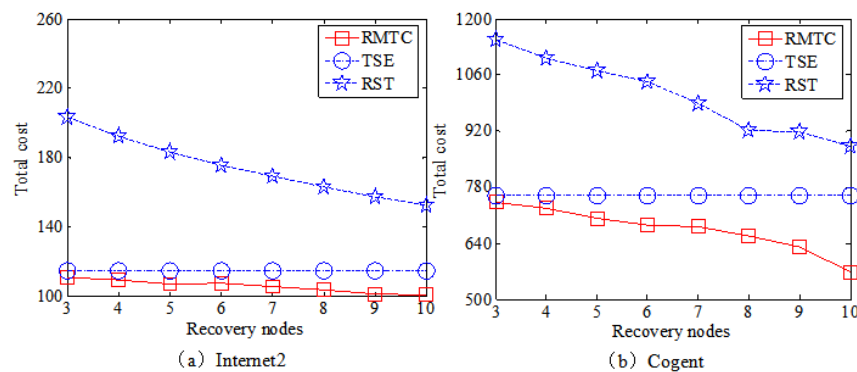 260
220
180
140
100
Total cost
RMTC
TSE
RST
3 4 5 6 7 8 9 10
Recovery nodes
(a) Internet2
1200
1060
920
780
640
500
Total cost
RMTC
TSE
RST
3 4 5 6 7 8 9 10
Recovery nodes
(b) Cogent